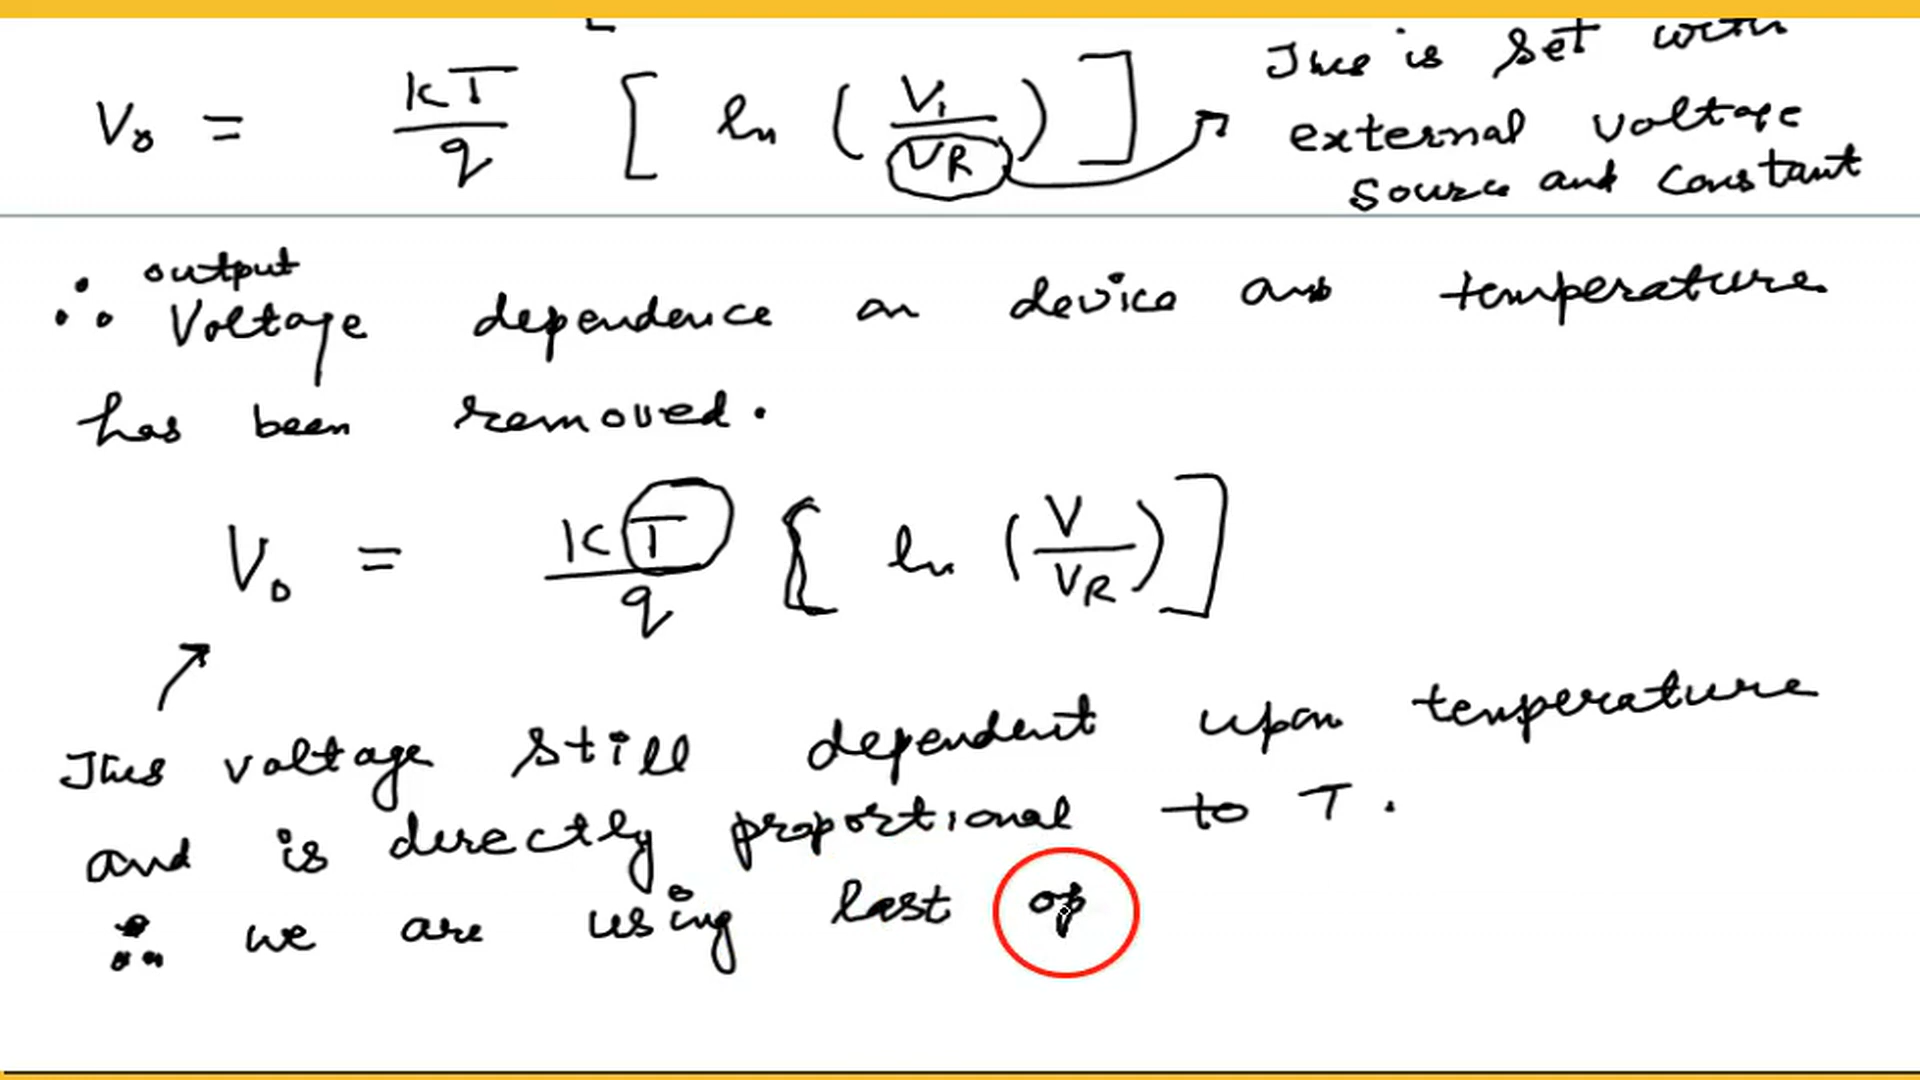 This is set with
V₀ = KT/q [ ln ( V₁/VR ) ] external voltage
source and constant
output
∴ Voltage dependence on device and temperature
has been removed.
V₀ = KT/q [ ln ( V/VR ) ]
This voltage still dependent upon temperature
and is directly proportional to T.
∴ we are using last op